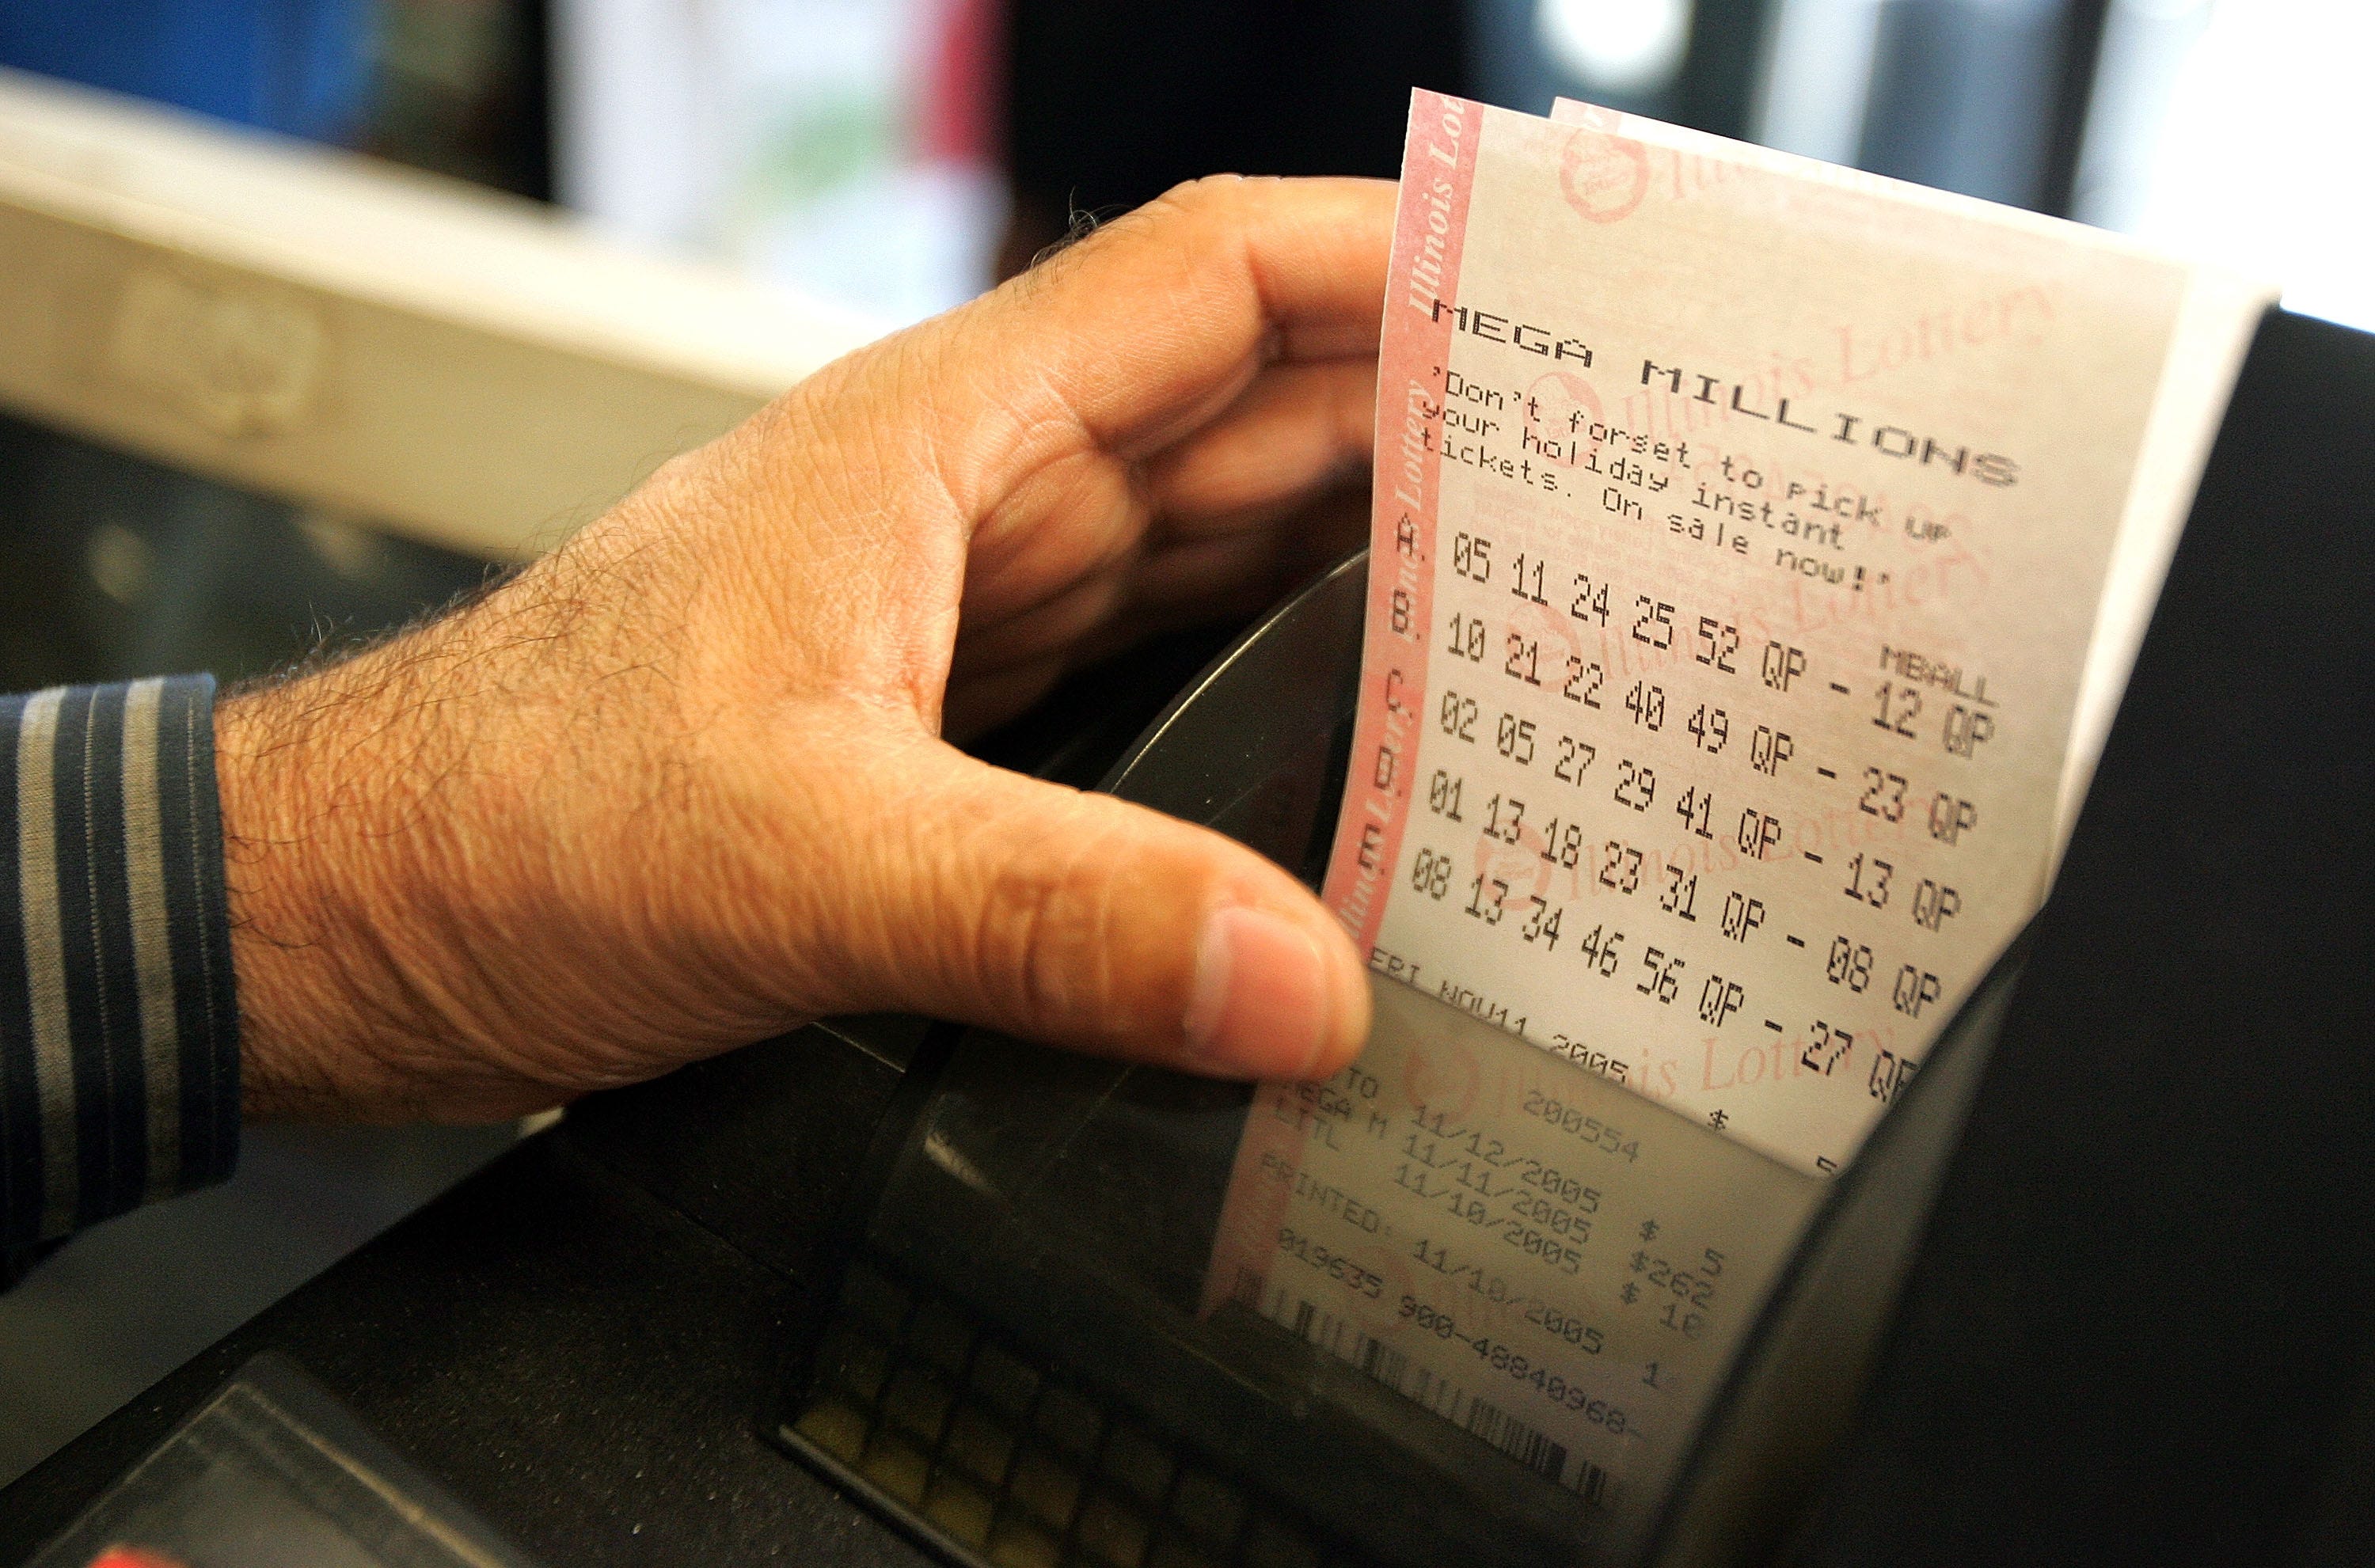 Illinois Lottery
MEGA MILLIONS
'Don't forget to pick up
your holiday instant
tickets. On sale now!'
MBALL
A. 05 11 24 25 52 QP - 12 QP
B. 10 21 22 40 49 QP - 23 QP
C. 02 05 27 29 41 QP - 13 QP
D. 01 13 18 23 31 QP - 08 QP
E. 08 13 34 46 56 QP - 27 QP
FRI NOV11 2005 $ 5
200554
TO 11/12/2005 $ 5
MEGA M 11/11/2005 $262
LITL 11/10/2005 $ 10
PRINTED: 11/10/2005 1
019635 900-48840968-